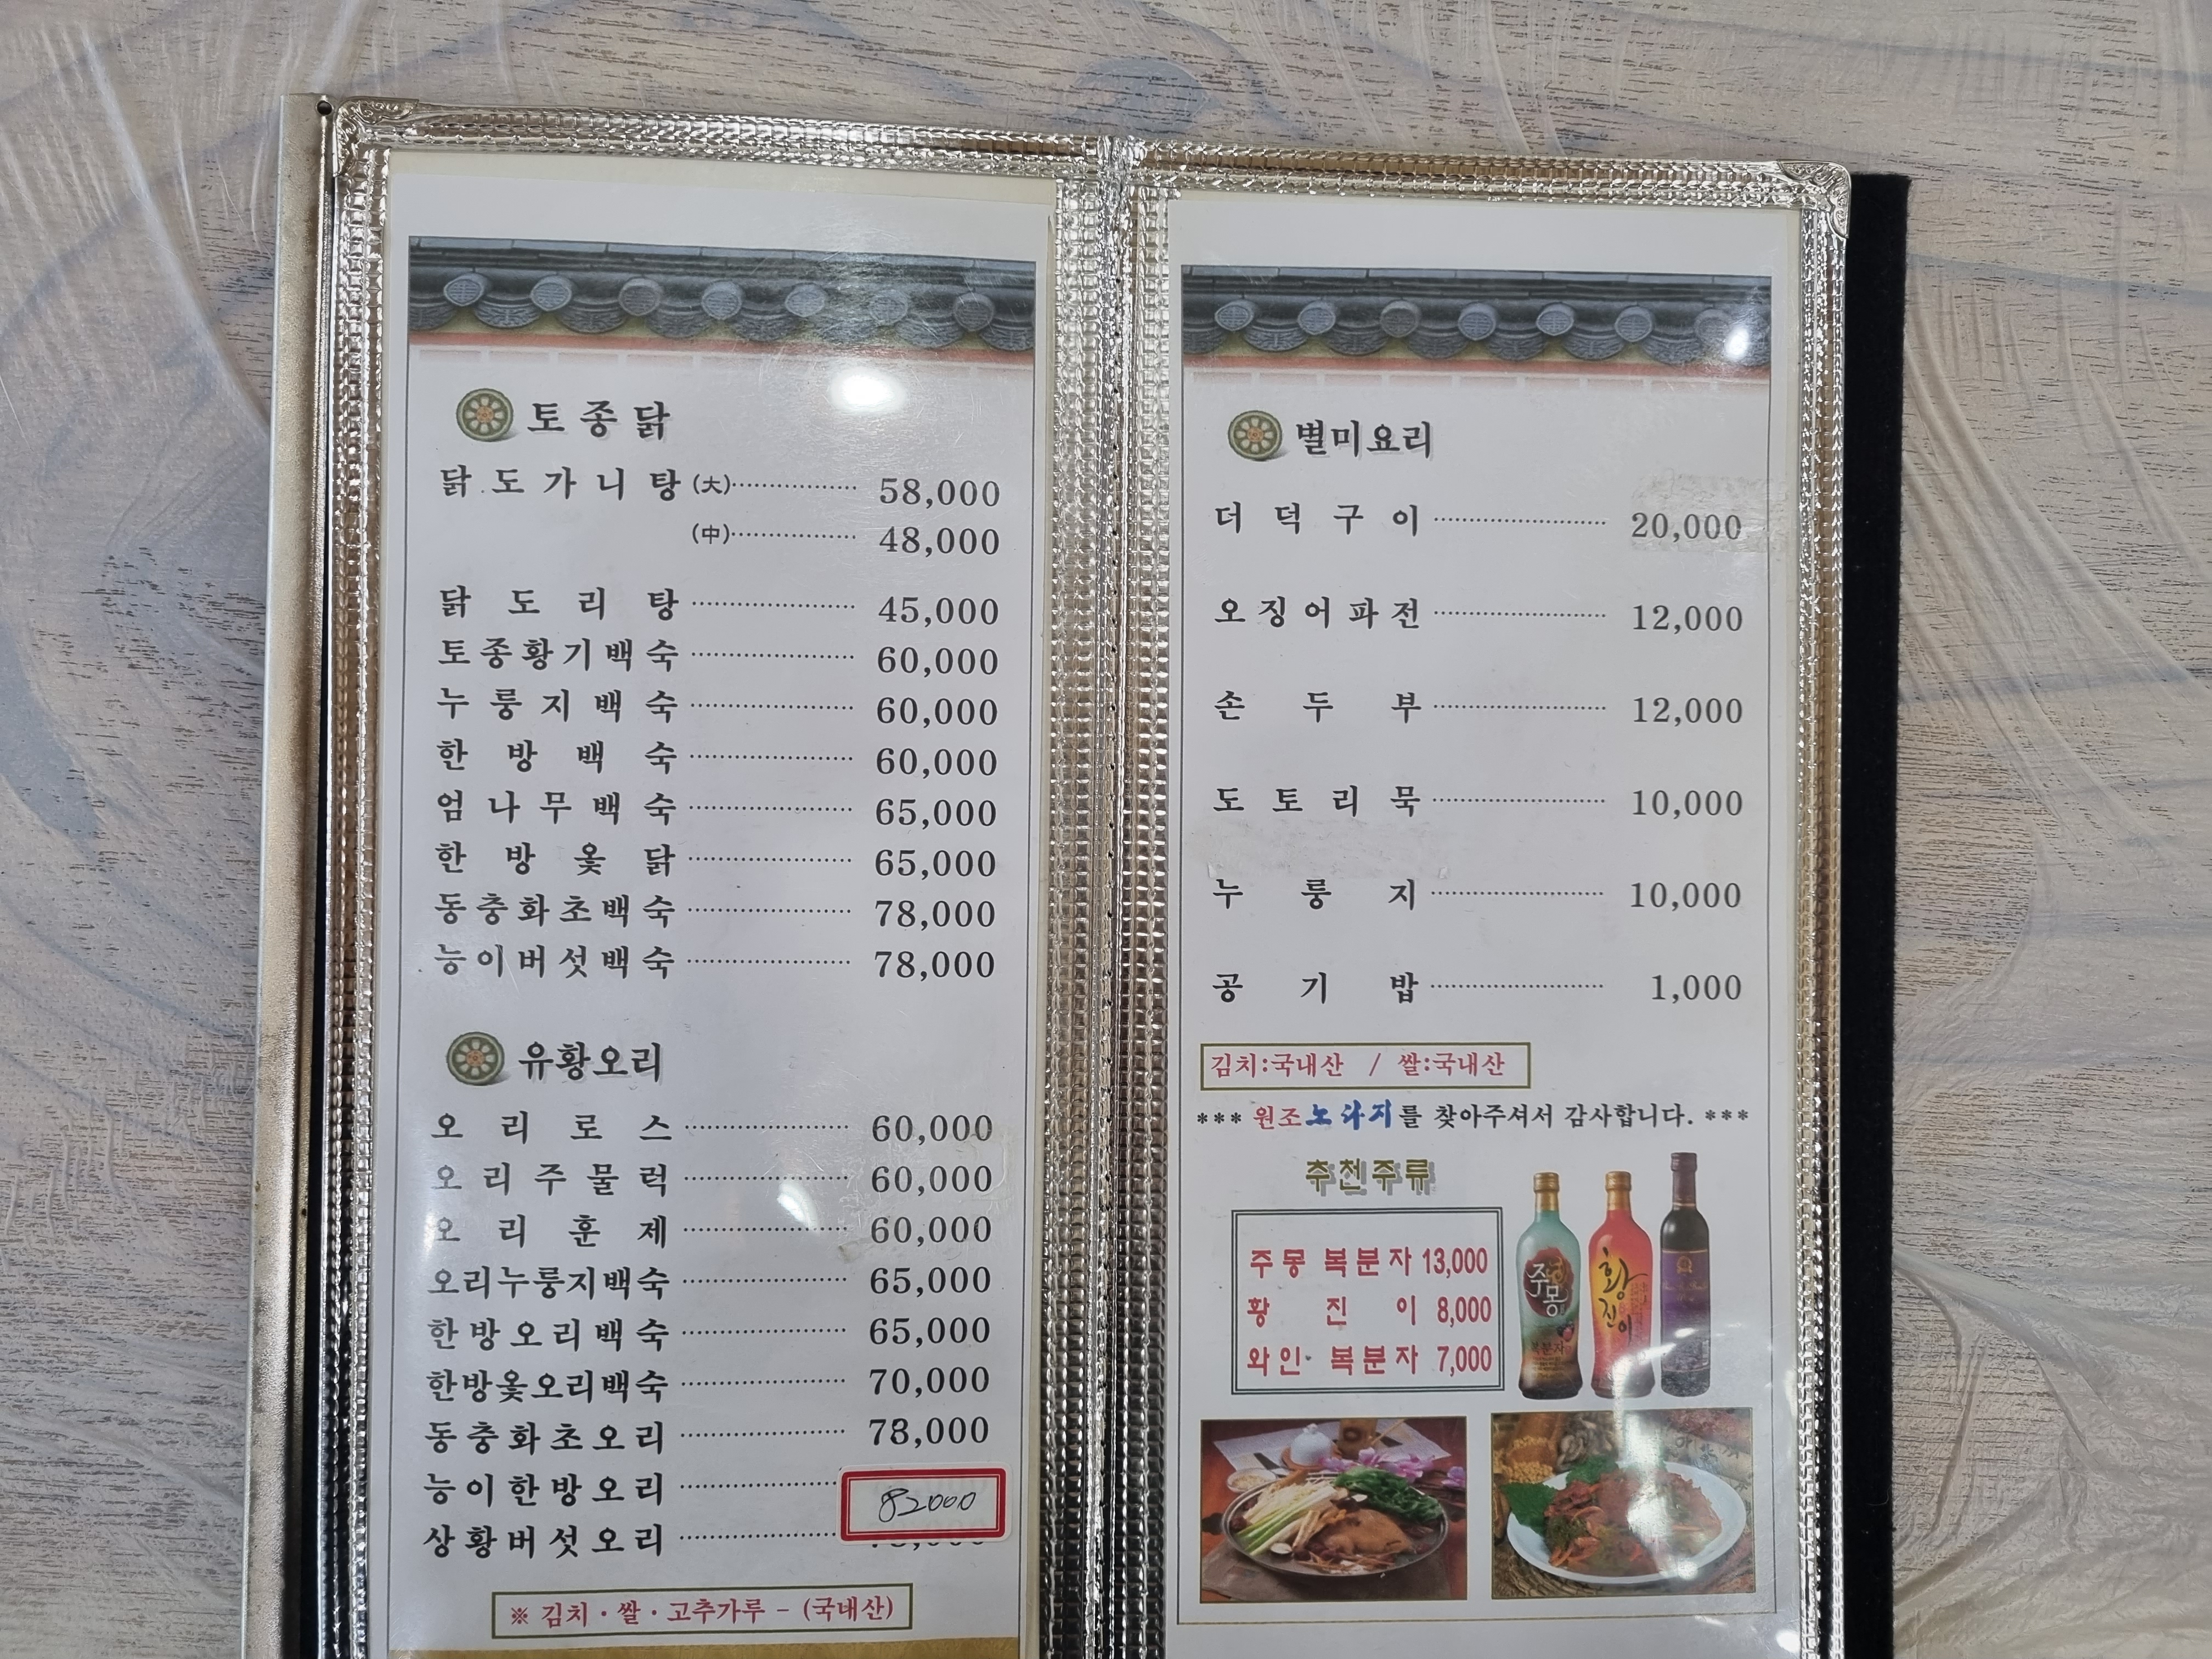 토종닭
닭도가니탕(大) 58,000
(中) 48,000
닭도리탕 45,000
토종황기백숙 60,000
누룽지백숙 60,000
한방백숙 60,000
엄나무백숙 65,000
한방옻닭 65,000
동충화초백숙 78,000
능이버섯백숙 78,000
유황오리
오리로스 60,000
오리주물럭 60,000
오리훈제 60,000
오리누룽지백숙 65,000
한방오리백숙 65,000
한방옻오리백숙 70,000
동충화초오리 78,000
능이한방오리 82000
상황버섯오리
※ 김치·쌀·고추가루 - (국내산)
별미요리
더덕구이 20,000
오징어파전 12,000
손두부 12,000
도토리묵 10,000
누룽지 10,000
공기밥 1,000
김치:국내산 / 쌀:국내산
*** 원조노다지를 찾아주셔서 감사합니다. ***
추천주류
주몽 복분자 13,000
황진이 8,000
와인 복분자 7,000
주몽
복분자
황진이